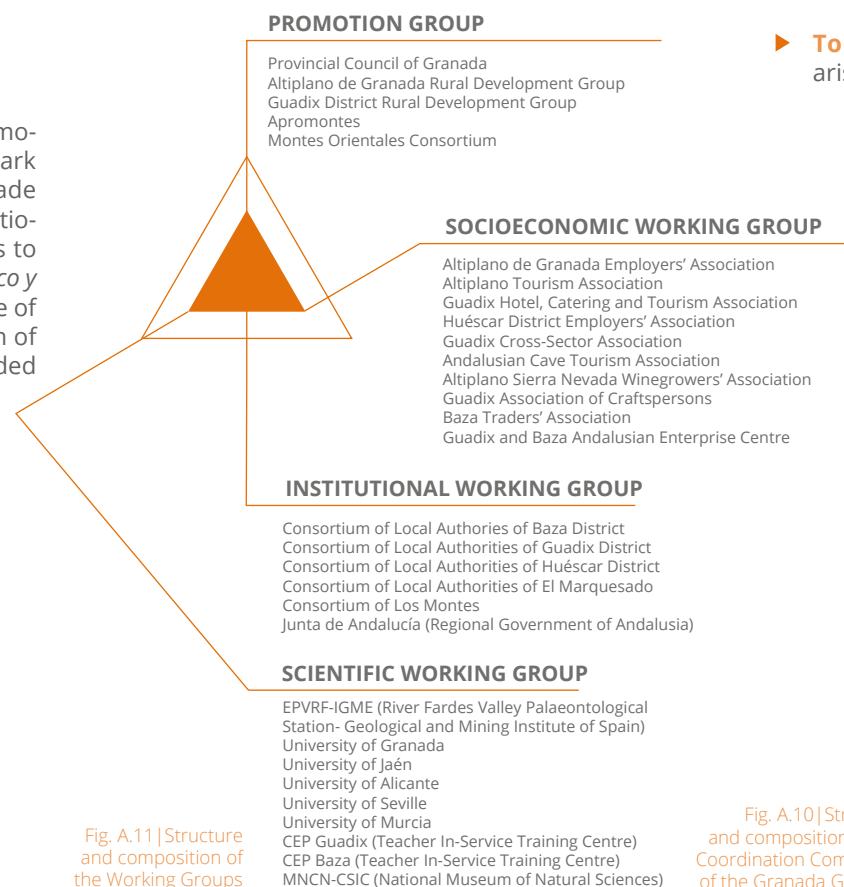 PROMOTION GROUP
Provincial Council of Granada
Altiplano de Granada Rural Development Group
Guadix District Rural Development Group
Apromontes
Montes Orientales Consortium
To
SOCIOECONOMIC WORKING GROUP
Altiplano de Granada Employers’ Association
Altiplano Tourism Association
Guadix Hotel, Catering and Tourism Association
Huéscar District Employers’ Association
Guadix Cross-Sector Association
Andalusian Cave Tourism Association
Altiplano Sierra Nevada Winegrowers’ Association
Guadix Association of Craftspersons
Baza Traders’ Association
Guadix and Baza Andalusian Enterprise Centre
INSTITUTIONAL WORKING GROUP
Consortium of Local Authories of Baza District
Consortium of Local Authorities of Guadix District
Consortium of Local Authorities of Huéscar District
Consortium of Local Authorities of El Marquesado
Consortium of Los Montes
Junta de Andalucía (Regional Government of Andalusia)
SCIENTIFIC WORKING GROUP
EPVRF-IGME (River Fardes Valley Palaeontological
Station- Geological and Mining Institute of Spain)
University of Granada
University of Jaén
University of Alicante
University of Seville
University of Murcia
CEP Guadix (Teacher In-Service Training Centre)
CEP Baza (Teacher In-Service Training Centre)
MNCN-CSIC (National Museum of Natural Sciences)
Fig. A.11|Structure
and composition of
the Working Groups
Fig. A.10|
and composition
Coordination
of the Granada